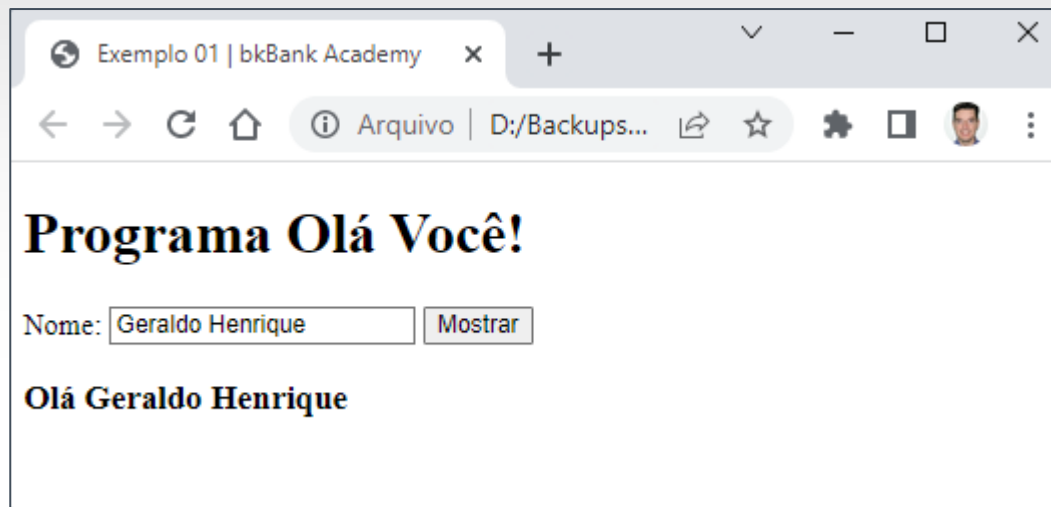 Exemplo 01 | bkBank Academy
Arquivo | D:/Backups...
Programa Olá Você!
Nome: Geraldo Henrique Mostrar
Olá Geraldo Henrique